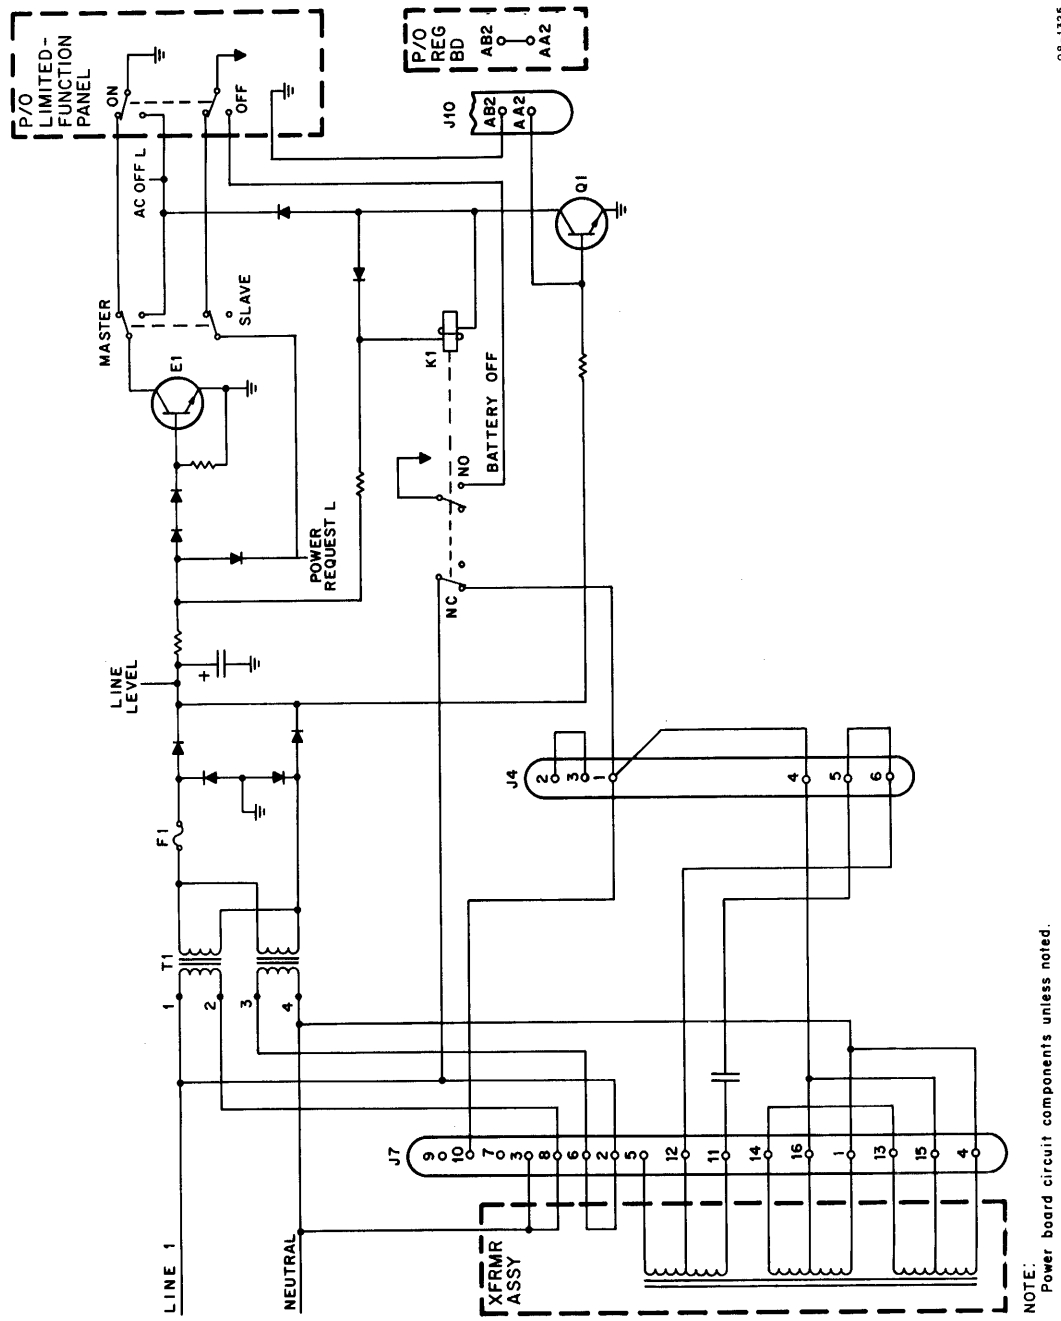 P/O
LIMITED-
FUNCTION
PANEL
ON
OFF
P/O
REG
BD
AB2
AA2
J10
AB2
AA2
AC OFF L
Q1
MASTER
SLAVE
E1
K1
BATTERY OFF
NO
NC
POWER
REQUEST L
LINE
LEVEL
+
F1
T1
1
2
3
4
J4
2
3
1
4
5
6
J7
9
10
7
3
8
6
2
5
12
11
14
16
1
13
15
4
LINE 1
NEUTRAL
XFRMR
ASSY
NOTE:
Power board circuit components unless noted.